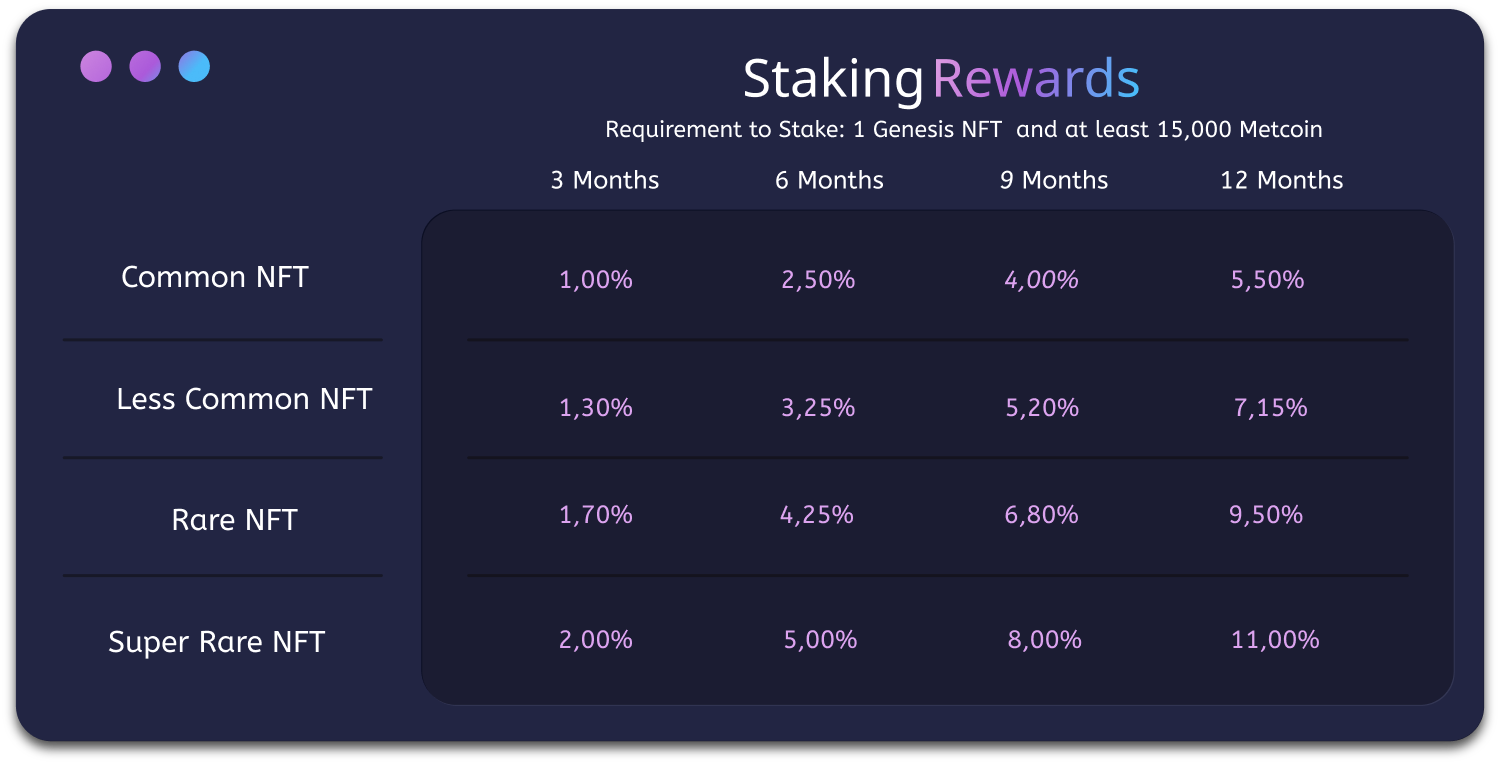 Staking Rewards
Requirement to Stake: 1 Genesis NFT and at least 15,000 Metcoin
3 Months 6 Months 9 Months 12 Months
Common NFT 1,00% 2,50% 4,00% 5,50%
Less Common NFT 1,30% 3,25% 5,20% 7,15%
Rare NFT 1,70% 4,25% 6,80% 9,50%
Super Rare NFT 2,00% 5,00% 8,00% 11,00%